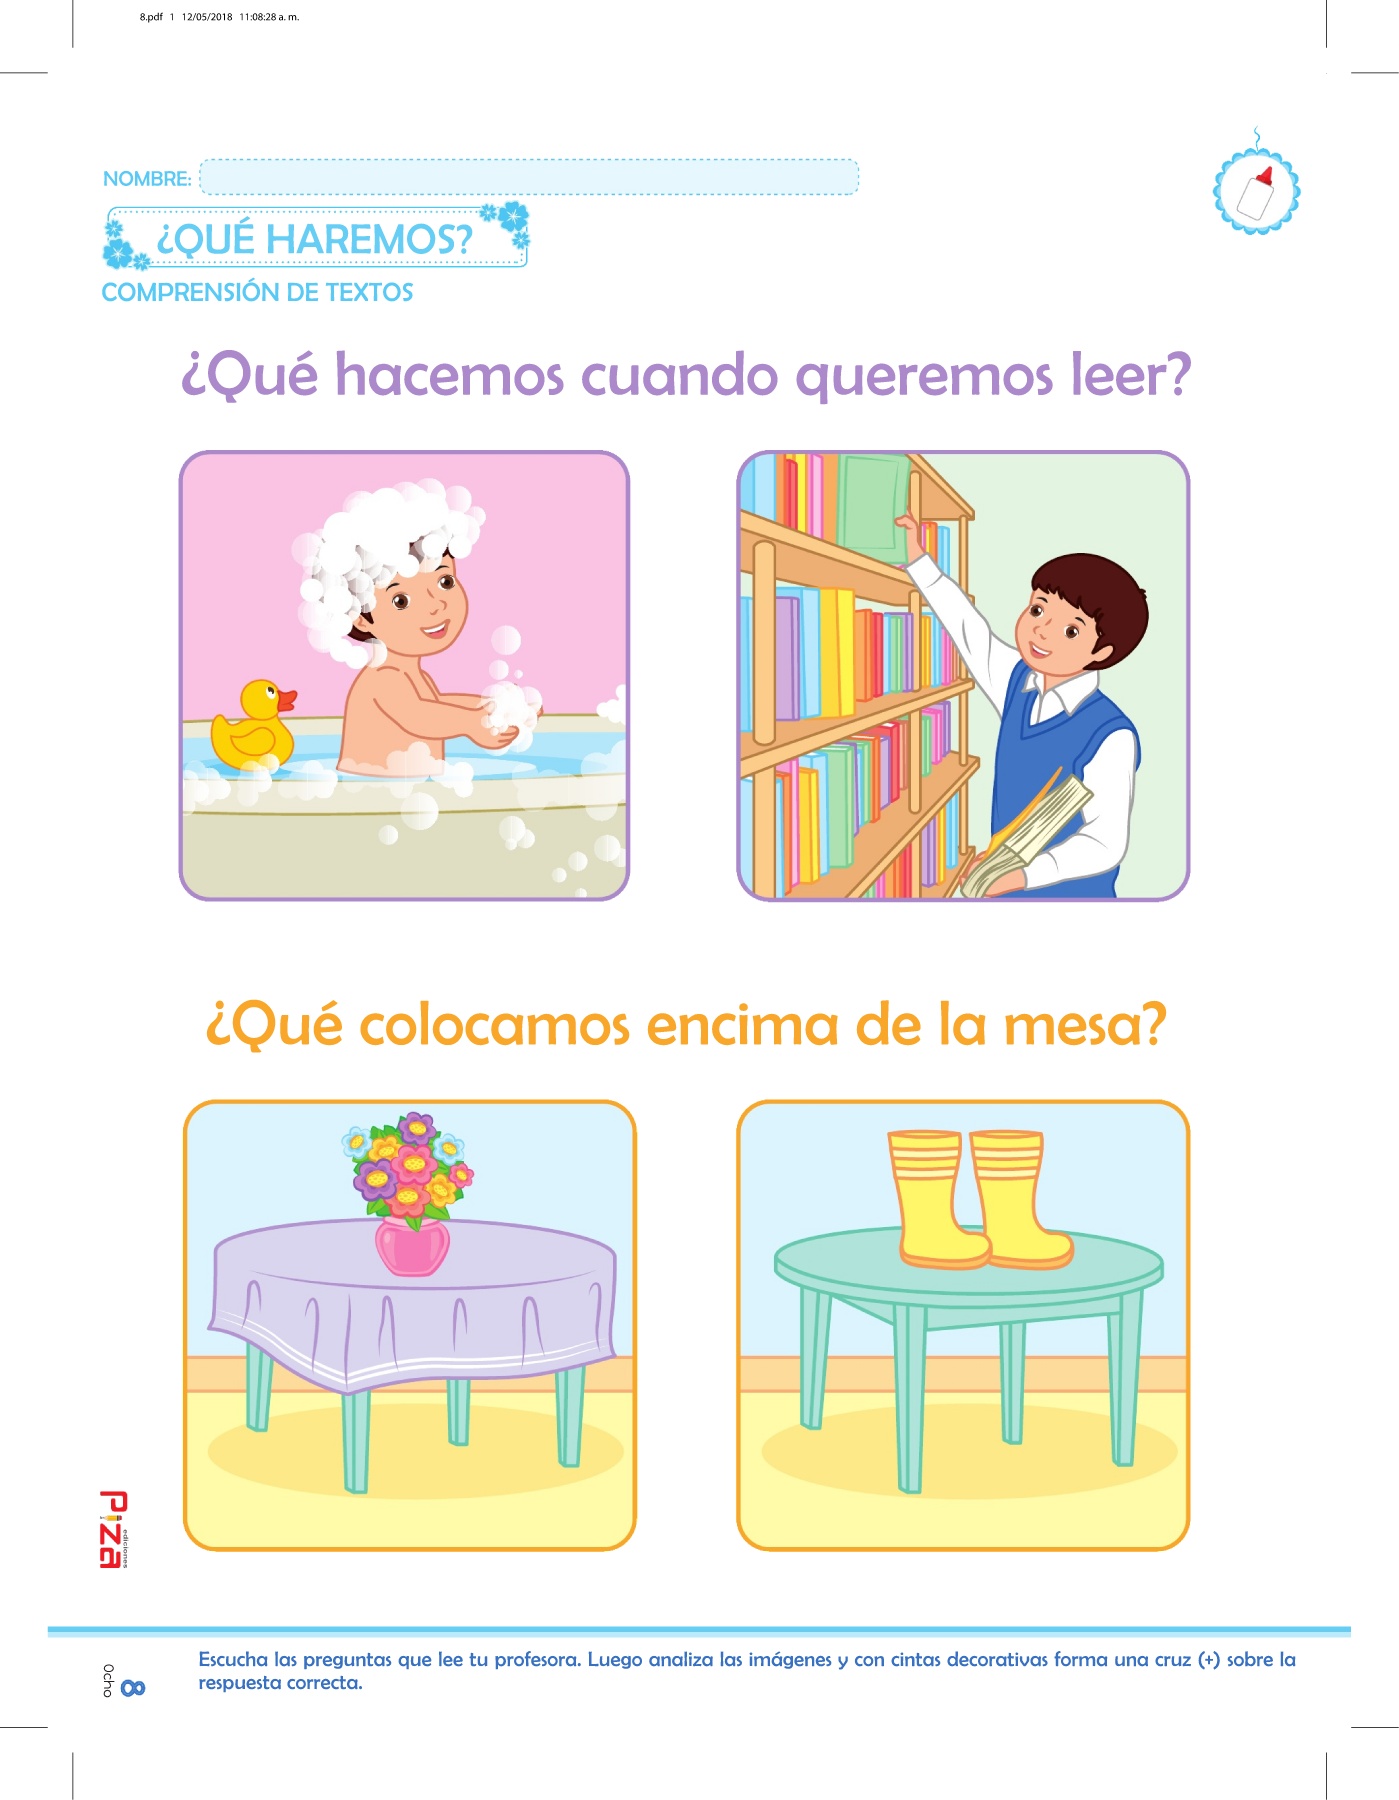 8.pdf 1 12/05/2018 11:08:28 a. m.
NOMBRE:
¿QUÉ HAREMOS?
COMPRENSIÓN DE TEXTOS
¿Qué hacemos cuando queremos leer?
¿Qué colocamos encima de la mesa?
Piza
ediciones
Ocho
8
Escucha las preguntas que lee tu profesora. Luego analiza las imágenes y con cintas decorativas forma una cruz (+) sobre la
respuesta correcta.